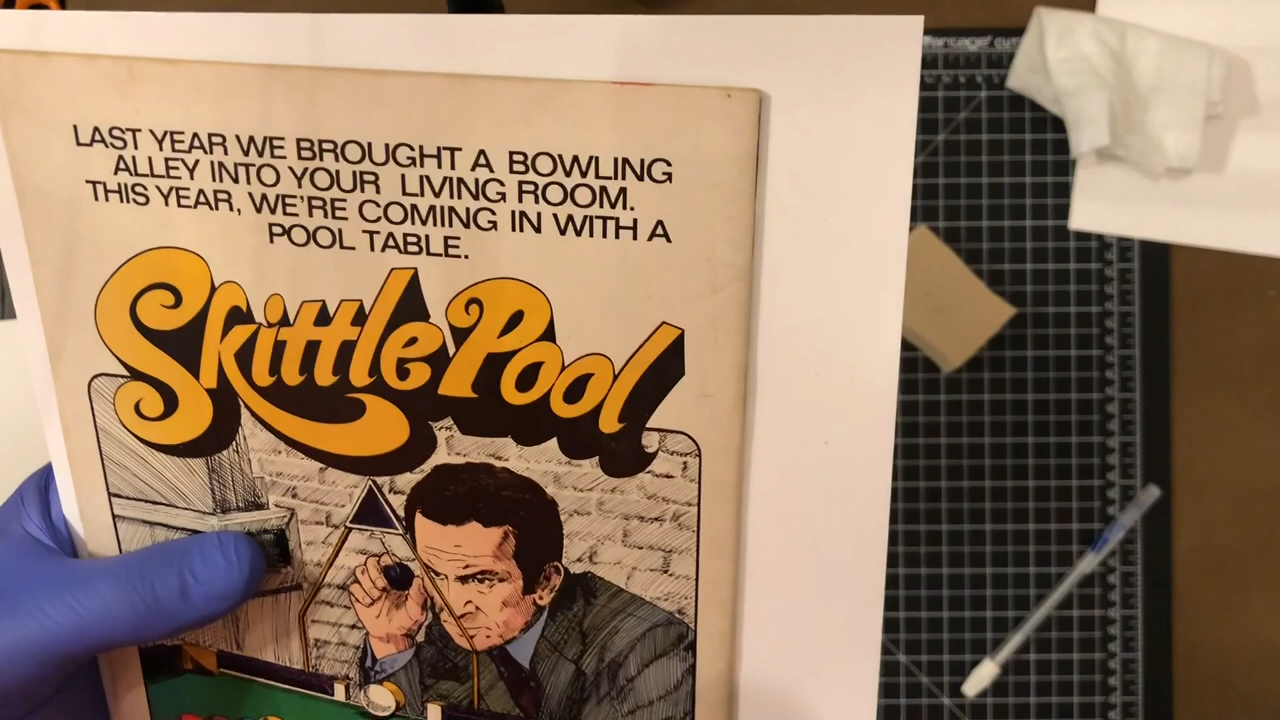 LAST YEAR WE BROUGHT A BOWLING
ALLEY INTO YOUR LIVING ROOM.
THIS YEAR, WE'RE COMING IN WITH A
POOL TABLE.
Skittle Pool